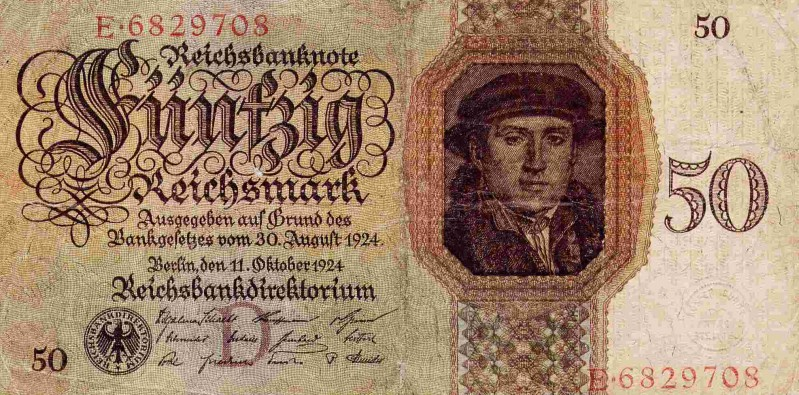 E·6829708
50
Reichsbanknote
Fünfzig
Reichsmark
50
Ausgegeben auf Grund des
Bankgesetzes vom 30. August 1924
Berlin, den 11. Oktober 1924
Reichsbankdirektorium
REICHSBANKDIREKTORIUM
D
50
E·6829708